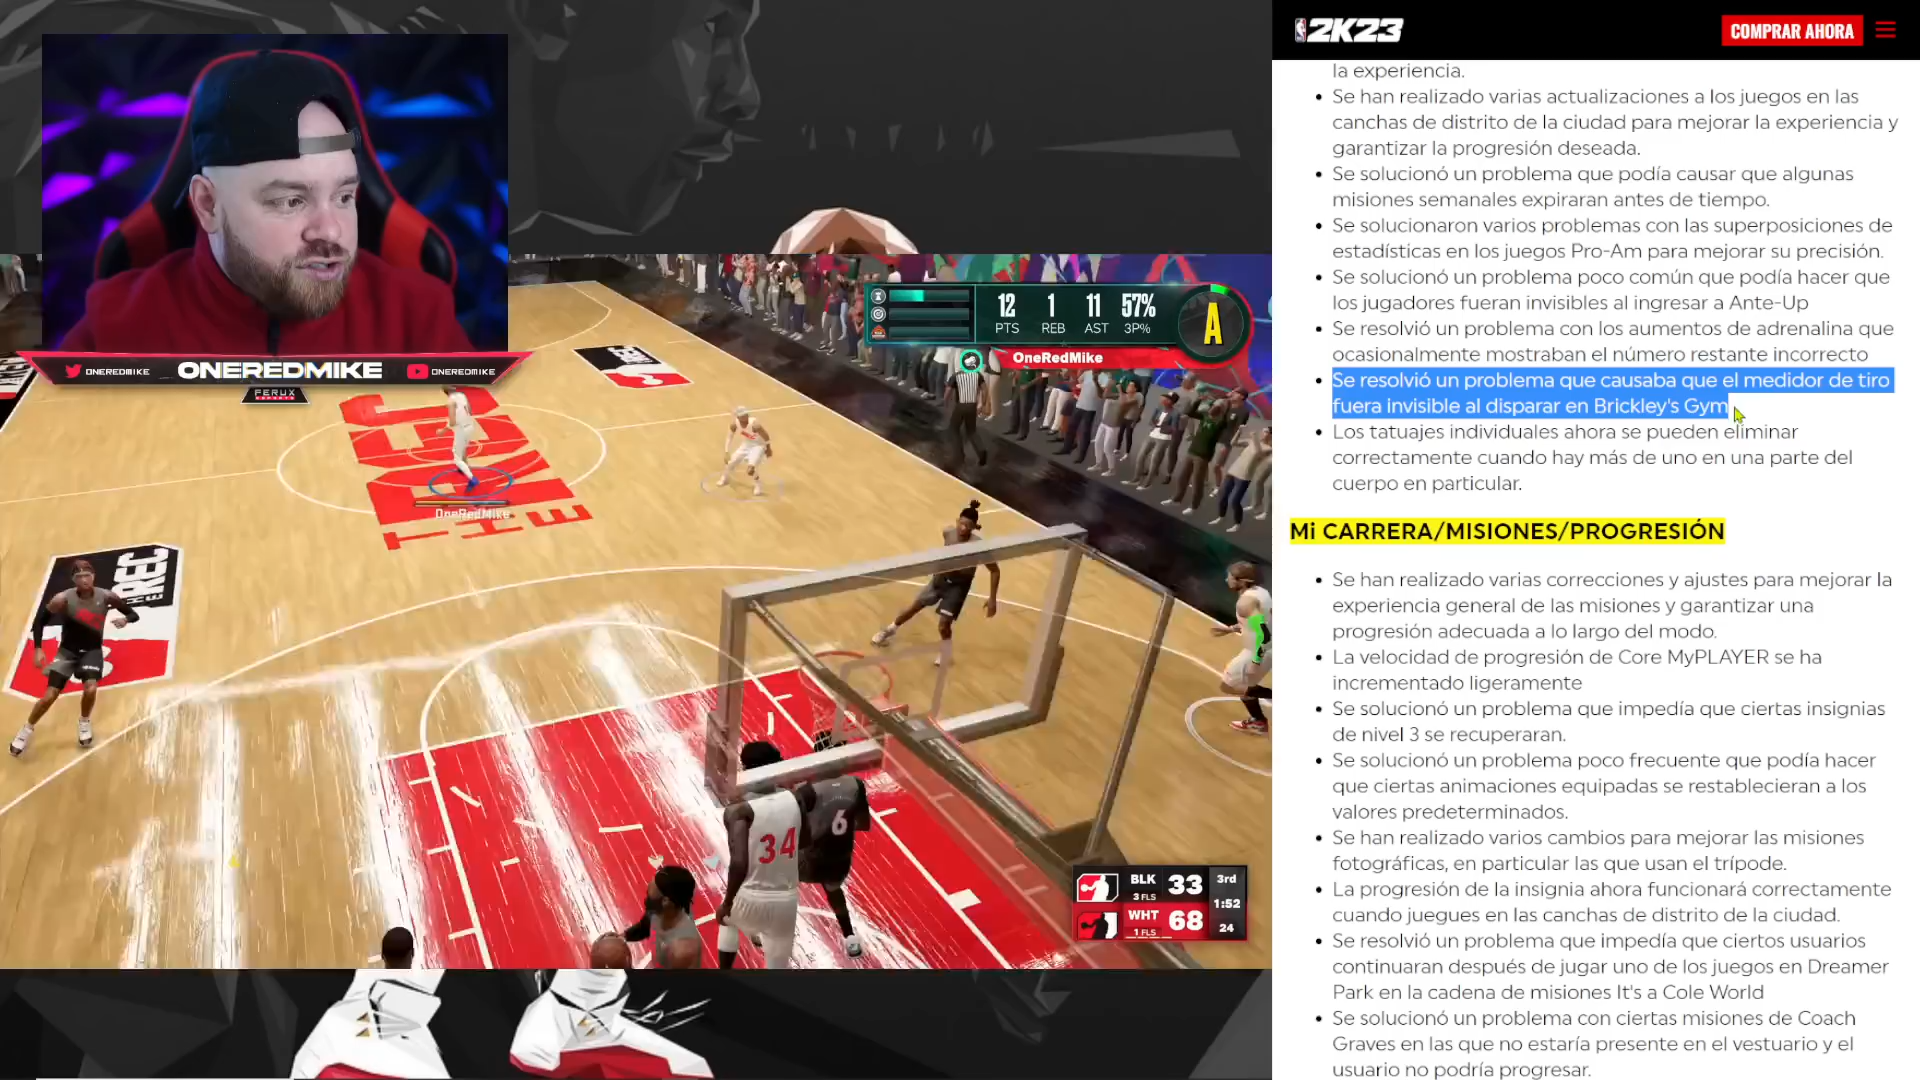 ONEREDMIKE
ONEREDMIKE
ONEREDMIKE
FERUX
ESPORTS
THE REC
12 1 11 57%
PTS REB AST 3P%
A
OneRedMike
OneRedMike
THE REC
34
6
BLK 33 3rd
3 FLS
1:52
WHT 68
1 FLS
24
2K23
COMPRAR AHORA
la experiencia.
• Se han realizado varias actualizaciones a los juegos en las
canchas de distrito de la ciudad para mejorar la experiencia y
garantizar la progresión deseada.
• Se solucionó un problema que podía causar que algunas
misiones semanales expiraran antes de tiempo.
• Se solucionaron varios problemas con las superposiciones de
estadísticas en los juegos Pro-Am para mejorar su precisión.
• Se solucionó un problema poco común que podía hacer que
los jugadores fueran invisibles al ingresar a Ante-Up
• Se resolvió un problema con los aumentos de adrenalina que
ocasionalmente mostraban el número restante incorrecto
• Se resolvió un problema que causaba que el medidor de tiro
fuera invisible al disparar en Brickley's Gym
• Los tatuajes individuales ahora se pueden eliminar
correctamente cuando hay más de uno en una parte del
cuerpo en particular.
Mi CARRERA/MISIONES/PROGRESIÓN
• Se han realizado varias correcciones y ajustes para mejorar la
experiencia general de las misiones y garantizar una
progresión adecuada a lo largo del modo.
• La velocidad de progresión de Core MyPLAYER se ha
incrementado ligeramente
• Se solucionó un problema que impedía que ciertas insignias
de nivel 3 se recuperaran.
• Se solucionó un problema poco frecuente que podía hacer
que ciertas animaciones equipadas se restablecieran a los
valores predeterminados.
• Se han realizado varios cambios para mejorar las misiones
fotográficas, en particular las que usan el trípode.
• La progresión de la insignia ahora funcionará correctamente
cuando juegues en las canchas de distrito de la ciudad.
• Se resolvió un problema que impedía que ciertos usuarios
continuaran después de jugar uno de los juegos en Dreamer
Park en la cadena de misiones It's a Cole World
• Se solucionó un problema con ciertas misiones de Coach
Graves en las que no estaría presente en el vestuario y el
usuario no podría progresar.